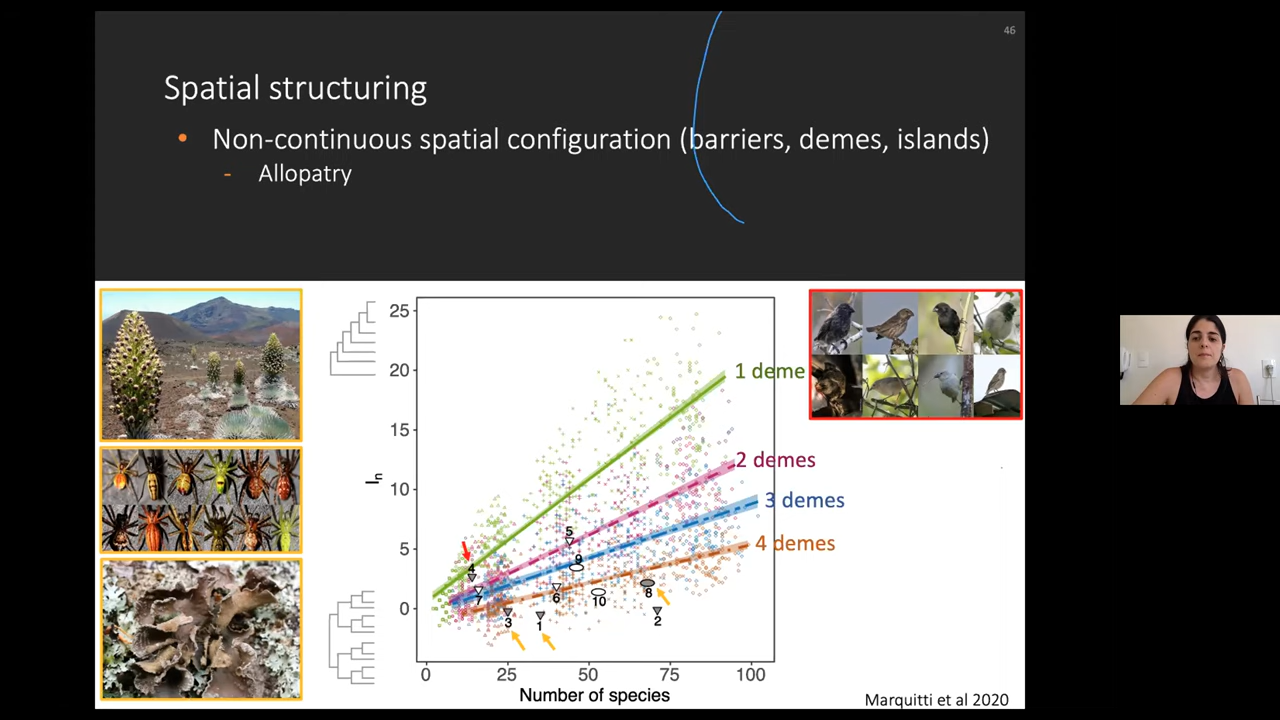 46
Spatial structuring
• Non-continuous spatial configuration (barriers, demes, islands)
- Allopatry
25
20
15
10
5
0
In
1 deme
2 demes
3 demes
4 demes
5
9
4
7
6
10
8
3
1
2
0 25 50 75 100
Number of species
Marquitti et al 2020